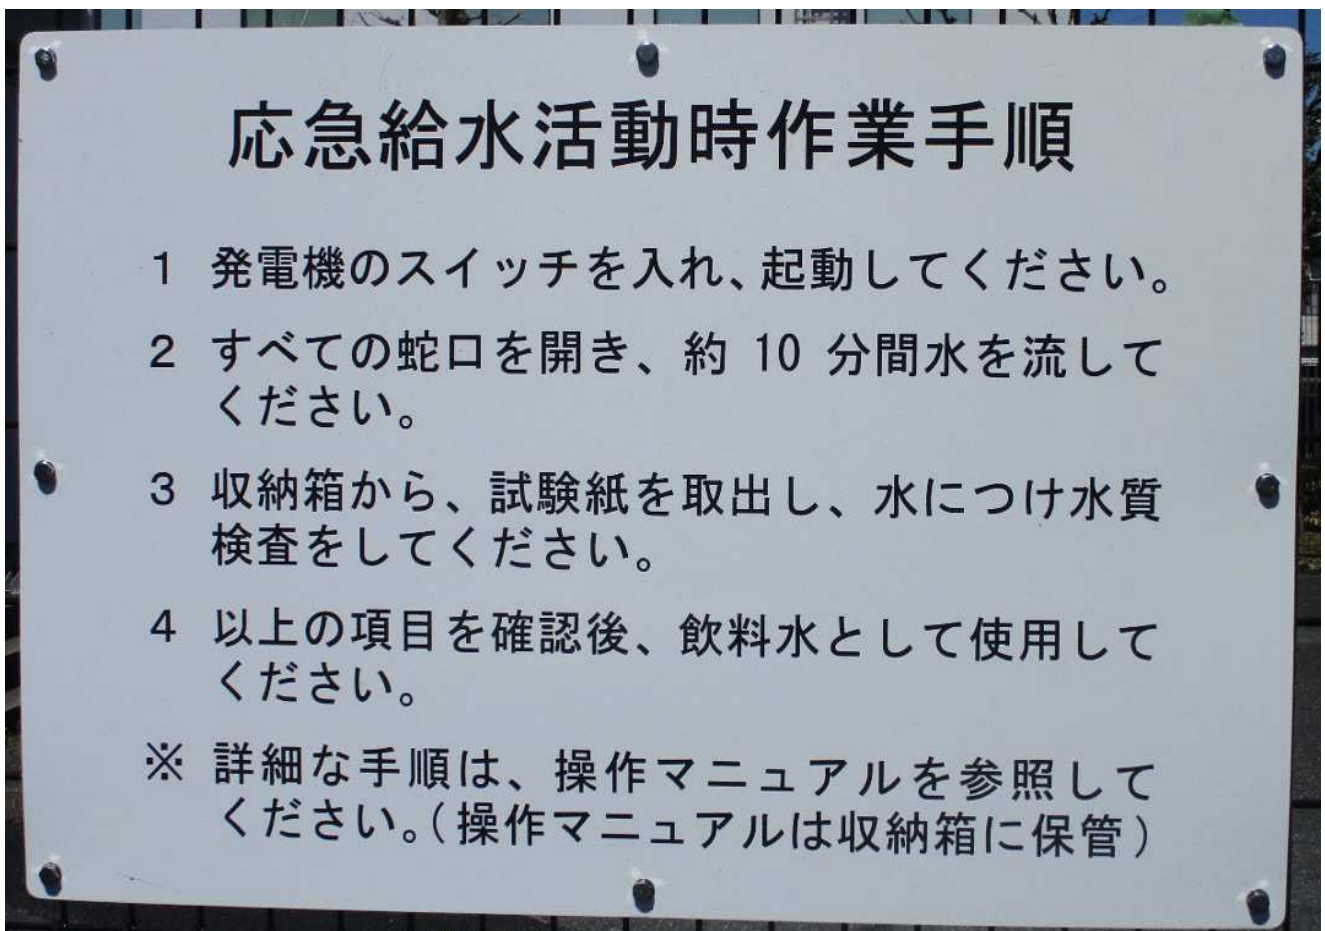 応急給水活動時作業手順
1 発電機のスイッチを入れ、起動してください。
2 すべての蛇口を開き、約 10 分間水を流して
ください。
3 収納箱から、試験紙を取出し、水につけ水質
検査をしてください。
4 以上の項目を確認後、飲料水として使用して
ください。
※ 詳細な手順は、操作マニュアルを参照して
ください。(操作マニュアルは収納箱に保管)